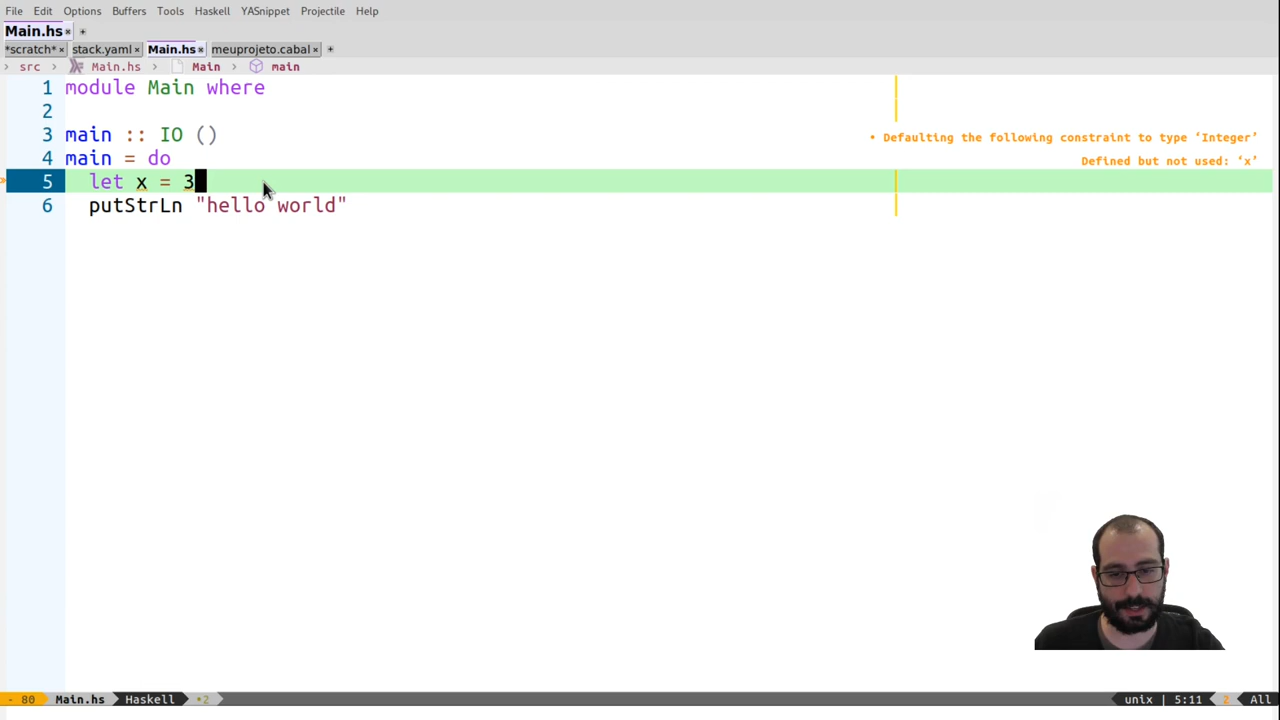 File Edit Options Buffers Tools Haskell YASnippet Projectile Help
Main.hs × +
*scratch* × stack.yaml × Main.hs × meuprojeto.cabal × +
› src › Main.hs › Main › main
1 module Main where
2
3 main :: IO ()
• Defaulting the following constraint to type ‘Integer’
4 main = do
Defined but not used: ‘x’
5 let x = 3
6 putStrLn "hello world"
- 80 Main.hs Haskell •2 unix | 5:11 2 All